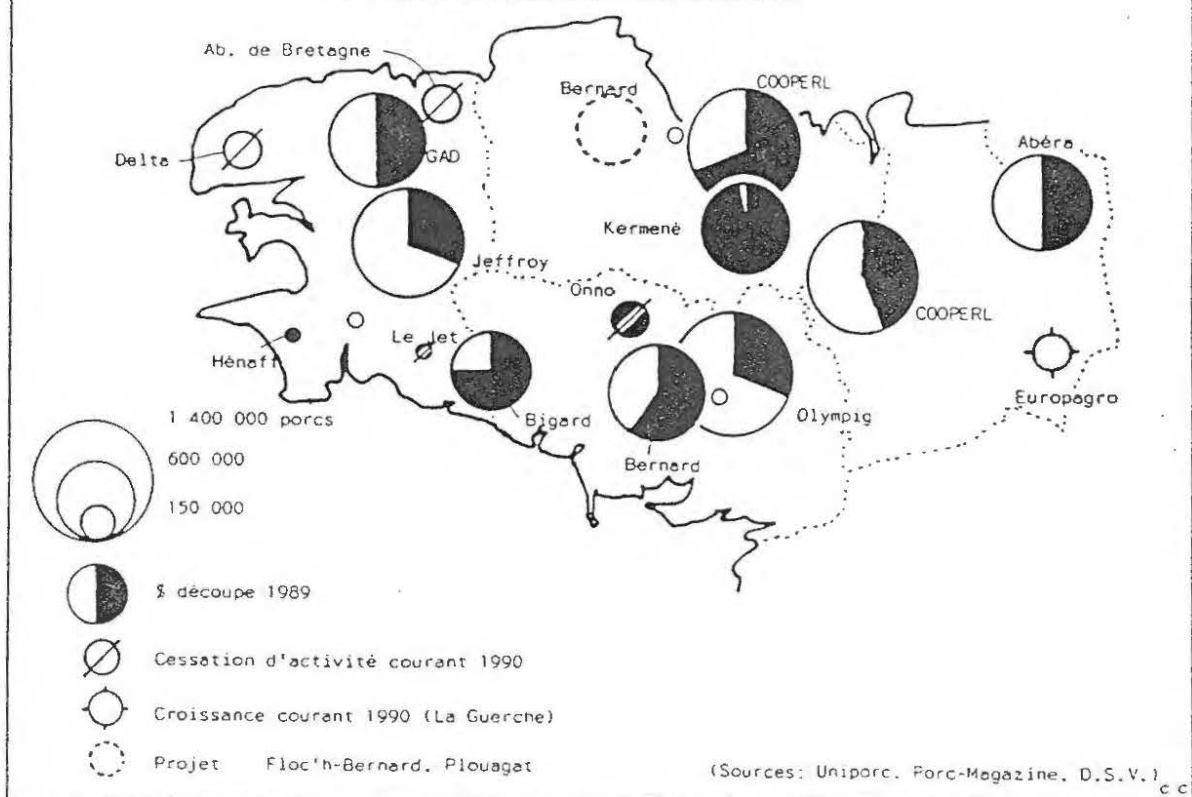 Ab. de Bretagne
Bernard
COOPERL
Delta
GAD
Abéra
Kermené
Jeffroy
Onno
COOPERL
Hénaff
Le Jet
Europagro
Bigard
Olympig
Bernard
1 400 000 porcs
600 000
150 000
% découpe 1989
Cessation d'activité courant 1990
Croissance courant 1990 (La Guerche)
Projet Floc'h-Bernard. Plouagat
(Sources: Uniporc. Porc-Magazine. D.S.V.)
c c